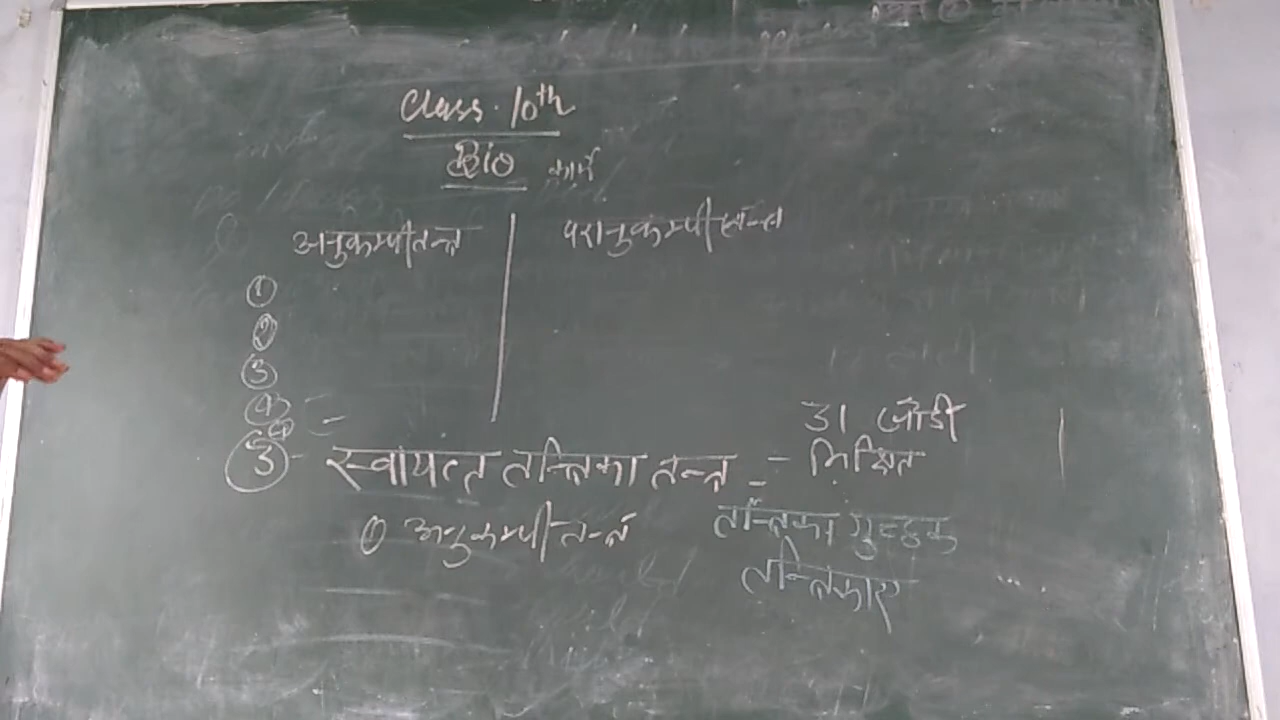 Class. 10th
Bio
कार्य
अनुकम्पी तन्त्र परानुकम्पी तन्त्र
①
②
③
④
③ - स्वायत्त तन्त्रिका तन्त्र - 31 जोडी
मिश्रित
① अनुकम्पी तन्त्र तन्त्रिका गुच्छक
तन्त्रिकाए